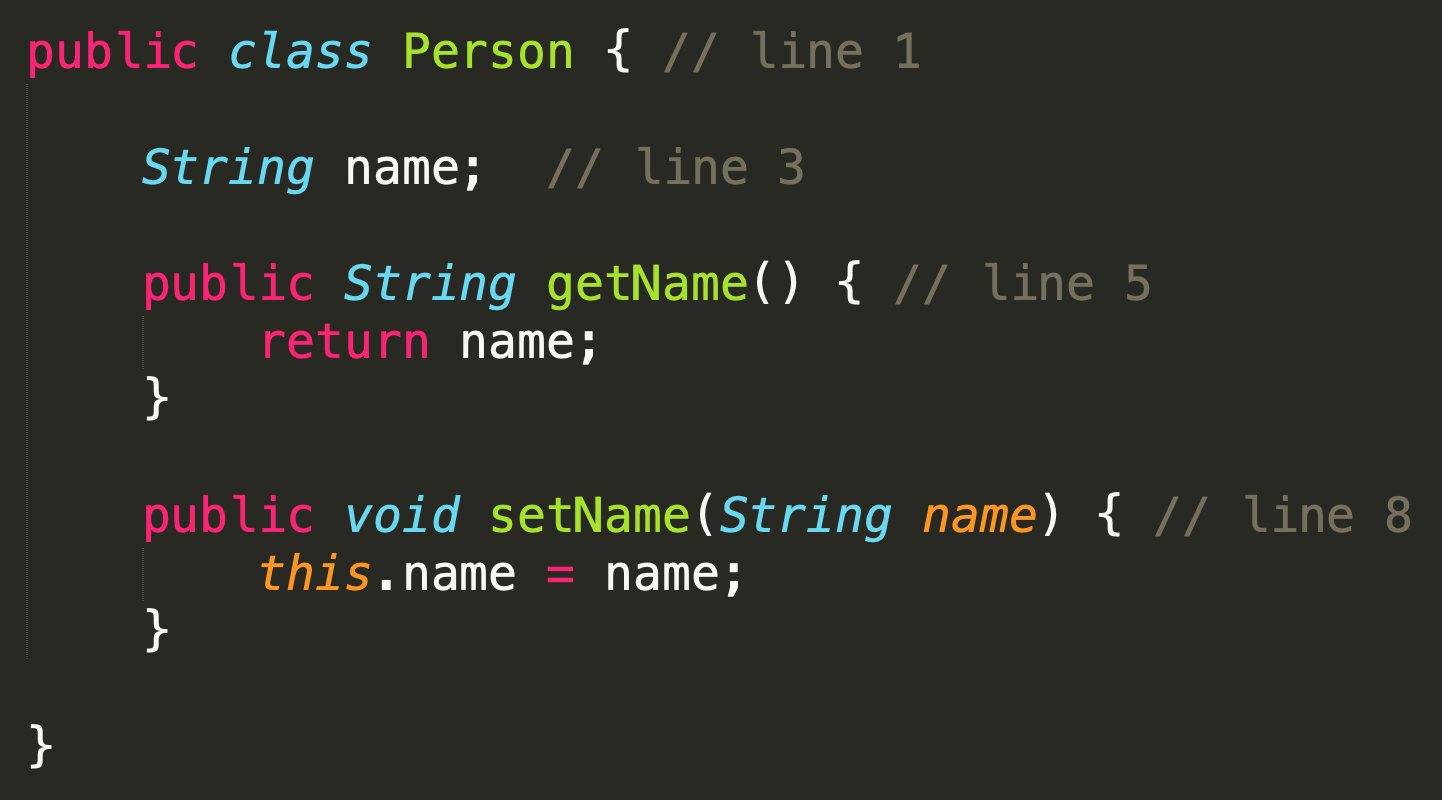 public class Person { // line 1
String name;  // line 3
public String getName() { // line 5
return name;
}
public void setName(String name) { // line 8
this.name = name;
}
}